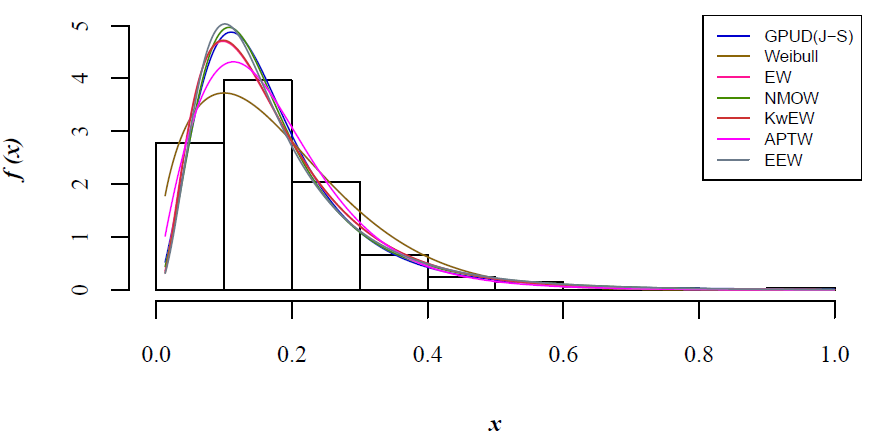 f (x)
5
4
3
2
1
0
0.0 0.2 0.4 0.6 0.8 1.0
x
GPUD(J−S)
Weibull
EW
NMOW
KwEW
APTW
EEW